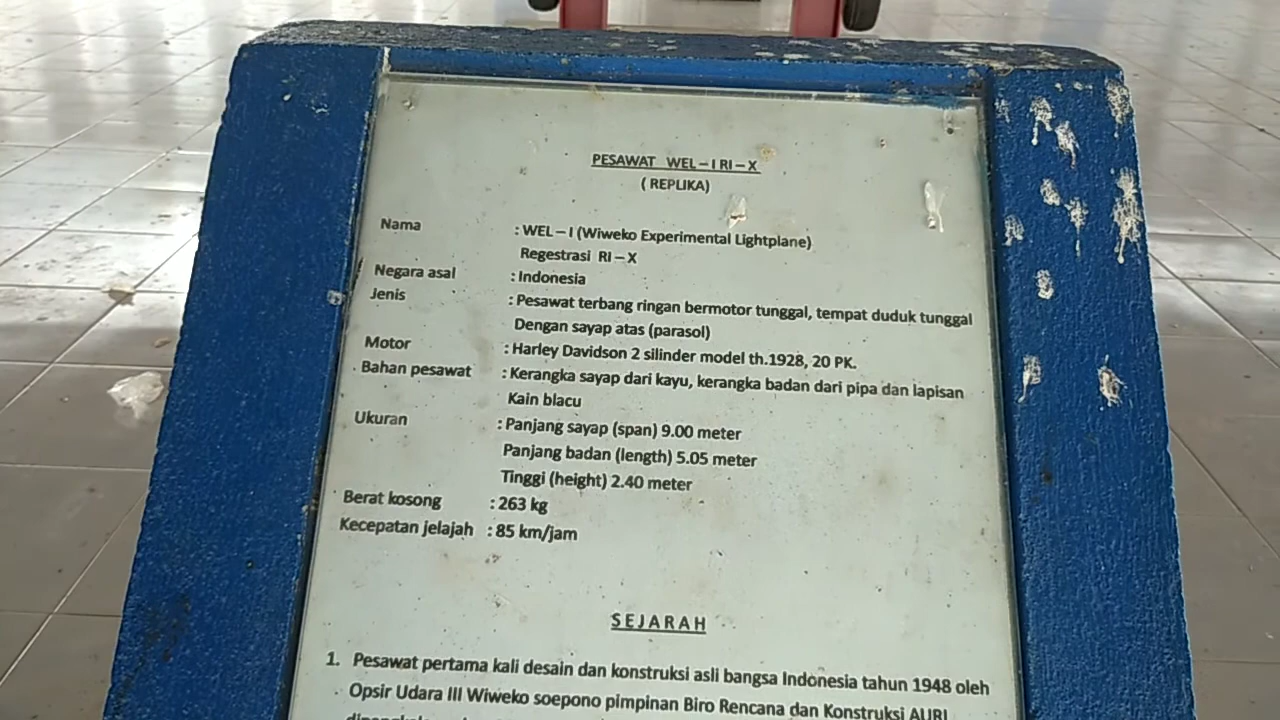 PESAWAT WEL – I RI – X
( REPLIKA)
Nama : WEL – I (Wiweko Experimental Lightplane)
Regestrasi RI – X
Negara asal : Indonesia
Jenis : Pesawat terbang ringan bermotor tunggal, tempat duduk tunggal
Dengan sayap atas (parasol)
Motor : Harley Davidson 2 silinder model th.1928, 20 PK.
Bahan pesawat : Kerangka sayap dari kayu, kerangka badan dari pipa dan lapisan
Kain blacu
Ukuran : Panjang sayap (span) 9.00 meter
Panjang badan (length) 5.05 meter
Tinggi (height) 2.40 meter
Berat kosong : 263 kg
Kecepatan jelajah : 85 km/jam
SEJARAH
1. Pesawat pertama kali desain dan konstruksi asli bangsa Indonesia tahun 1948 oleh
Opsir Udara III Wiweko soepono pimpinan Biro Rencana dan Konstruksi AURI